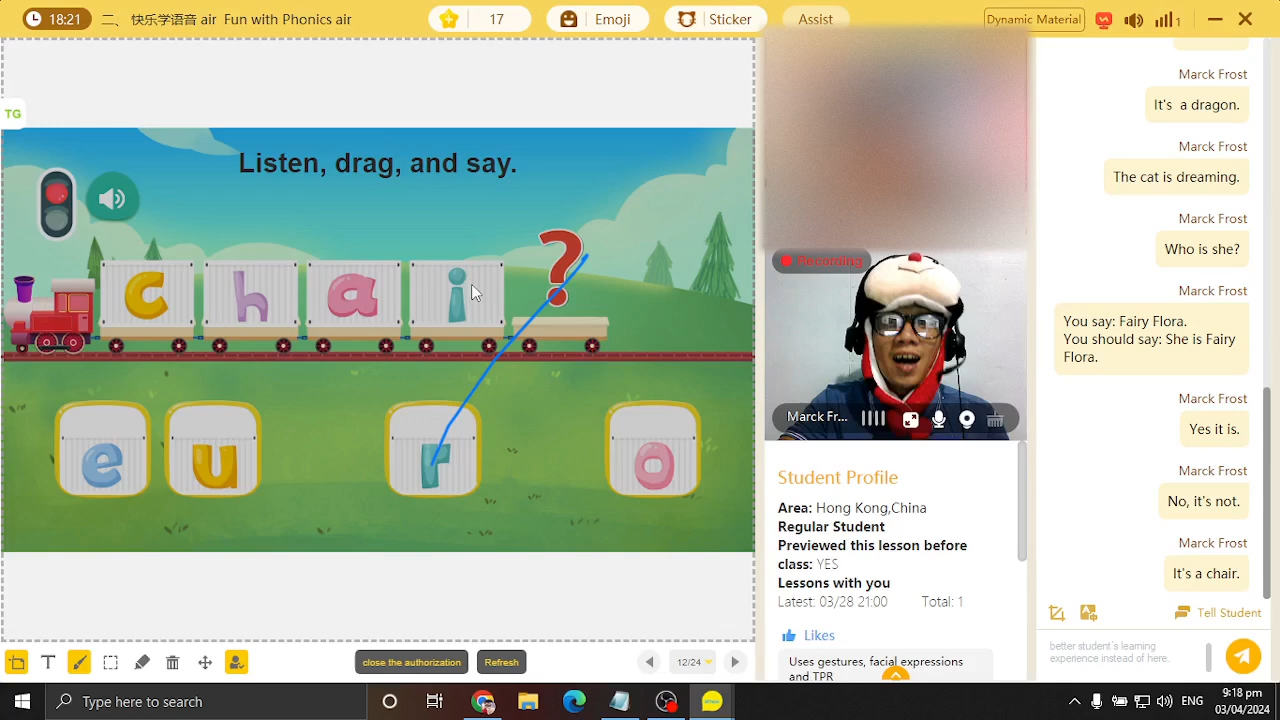 18:21 二、快乐学语音 air Fun with Phonics air 17 Emoji Sticker Assist Dynamic Material 1
TG
Listen, drag, and say.
c h a i ?
e u r o
Recording
Marck Fr...
Student Profile
Area: Hong Kong,China
Regular Student
Previewed this lesson before
class: YES
Lessons with you
Latest: 03/28 21:00 Total: 1
Likes
Uses gestures, facial expressions
and TPR
Marck Frost
It's a dragon.
Marck Frost
The cat is dreaming.
Marck Frost
Who is she?
Marck Frost
You say: Fairy Flora.
You should say: She is Fairy
Flora.
Marck Frost
Yes it is.
Marck Frost
No, it's not.
Marck Frost
It's a chair.
Tell Student
better student's learning
experience instead of here.
T close the authorization Refresh 12/24
Type here to search
9:18 pm
03/04/2024